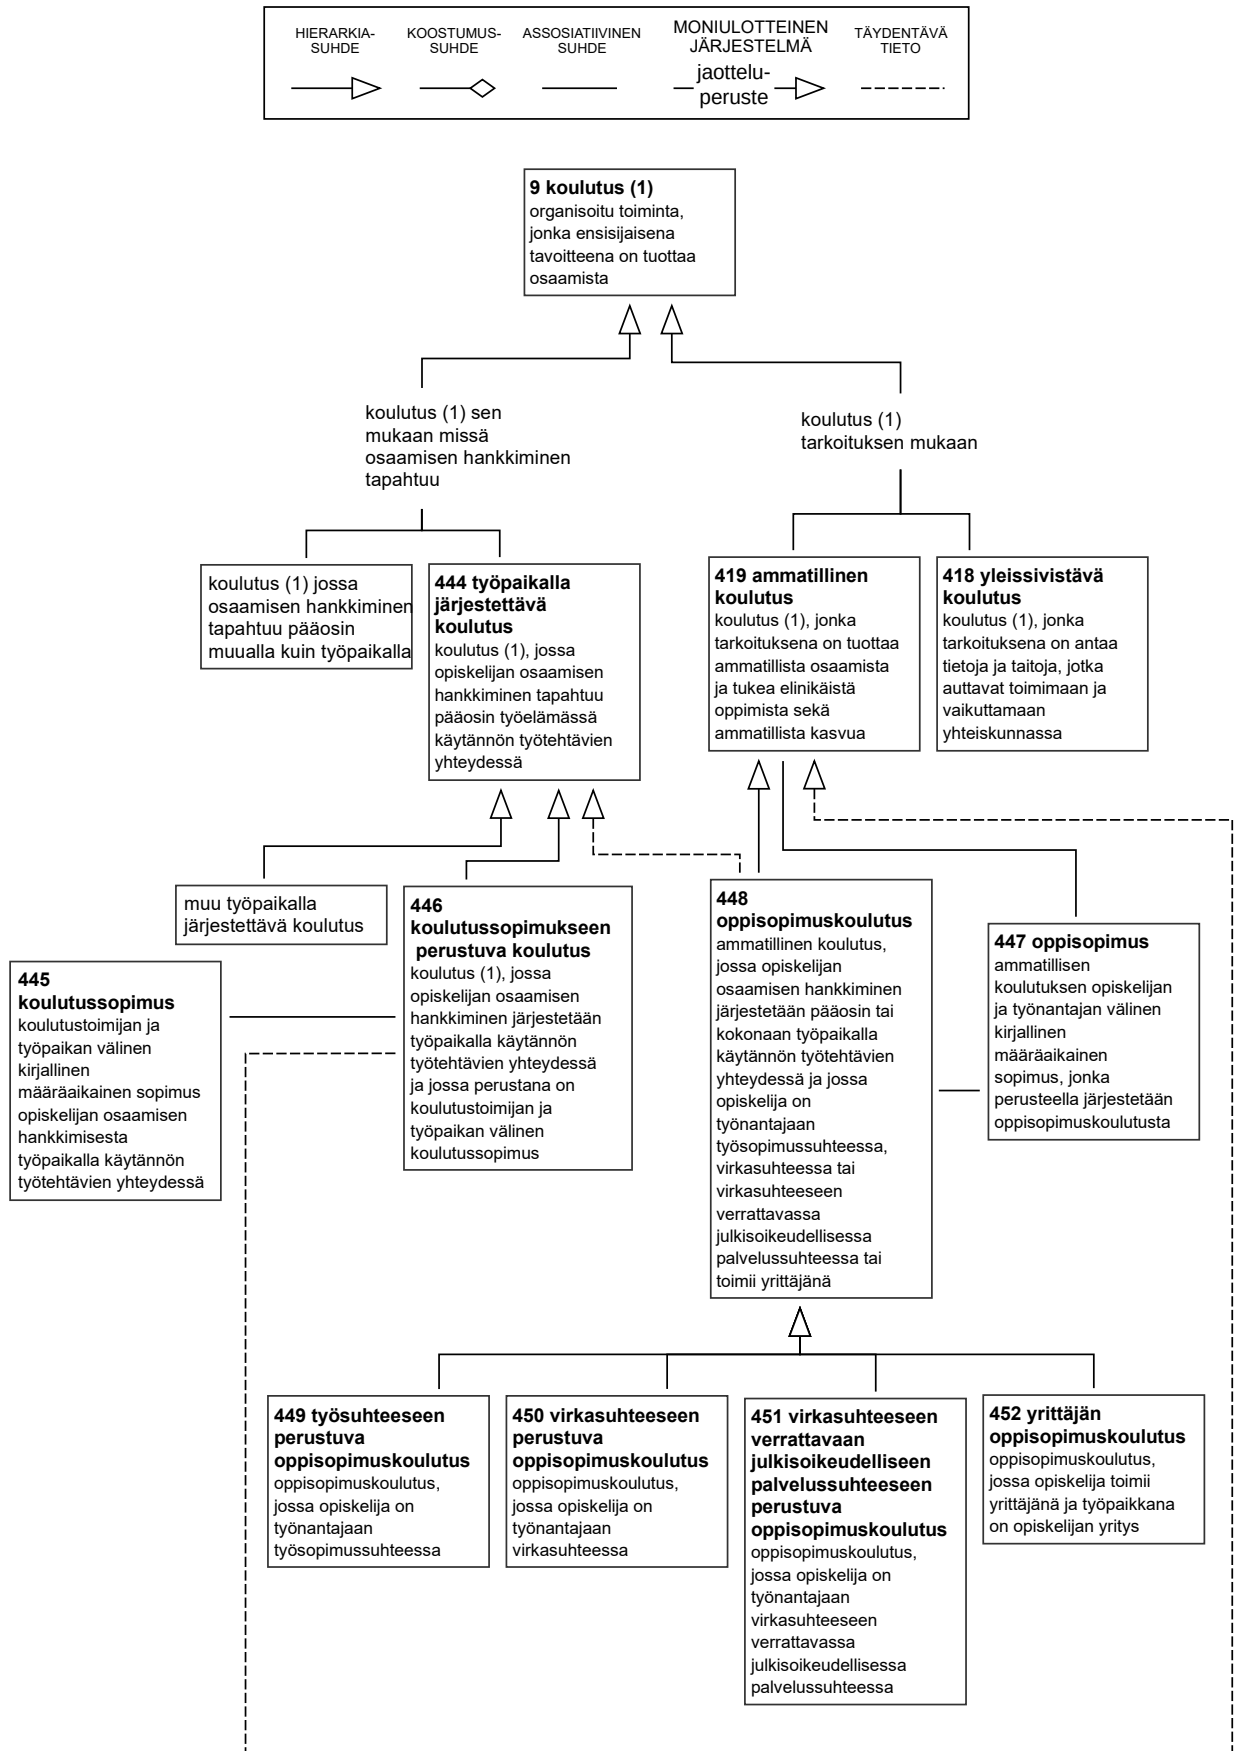 HIERARKIA-
SUHDE
KOOSTUMUS-
SUHDE
ASSOSIATIIVINEN
SUHDE
MONIULOTTEINEN
JÄRJESTELMÄ
jaottelu-
peruste
TÄYDENTÄVÄ
TIETO
9 koulutus (1)
organisoitu toiminta,
jonka ensisijaisena
tavoitteena on tuottaa
osaamista
koulutus (1) sen
mukaan missä
osaamisen hankkiminen
tapahtuu
koulutus (1)
tarkoituksen mukaan
koulutus (1) jossa
osaamisen hankkiminen
tapahtuu pääosin
muualla kuin työpaikalla
444 työpaikalla
järjestettävä
koulutus
koulutus (1), jossa
opiskelijan osaamisen
hankkiminen tapahtuu
pääosin työelämässä
käytännön työtehtävien
yhteydessä
419 ammatillinen
koulutus
koulutus (1), jonka
tarkoituksena on tuottaa
ammatillista osaamista
ja tukea elinikäistä
oppimista sekä
ammatillista kasvua
418 yleissivistävä
koulutus
koulutus (1), jonka
tarkoituksena on antaa
tietoja ja taitoja, jotka
auttavat toimimaan ja
vaikuttamaan
yhteiskunnassa
muu työpaikalla
järjestettävä koulutus
446
koulutussopimukseen
perustuva koulutus
koulutus (1), jossa
opiskelijan osaamisen
hankkiminen järjestetään
työpaikalla käytännön
työtehtävien yhteydessä
ja jossa perustana on
koulutustoimijan ja
työpaikan välinen
koulutussopimus
448
oppisopimuskoulutus
ammatillinen koulutus,
jossa opiskelijan
osaamisen hankkiminen
järjestetään pääosin tai
kokonaan työpaikalla
käytännön työtehtävien
yhteydessä ja jossa
opiskelija on
työnantajaan
työsopimussuhteessa,
virkasuhteessa tai
virkasuhteeseen
verrattavassa
julkisoikeudellisessa
palvelussuhteessa tai
toimii yrittäjänä
447 oppisopimus
ammatillisen
koulutuksen opiskelijan
ja työnantajan välinen
kirjallinen
määräaikainen
sopimus, jonka
perusteella järjestetään
oppisopimuskoulutusta
445
koulutussopimus
koulutustoimijan ja
työpaikan välinen
kirjallinen
määräaikainen sopimus
opiskelijan osaamisen
hankkimisesta
työpaikalla käytännön
työtehtävien yhteydessä
449 työsuhteeseen
perustuva
oppisopimuskoulutus
oppisopimuskoulutus,
jossa opiskelija on
työnantajaan
työsopimussuhteessa
450 virkasuhteeseen
perustuva
oppisopimuskoulutus
oppisopimuskoulutus,
jossa opiskelija on
työnantajaan
virkasuhteessa
451 virkasuhteeseen
verrattavaan
julkisoikeudelliseen
palvelussuhteeseen
perustuva
oppisopimuskoulutus
oppisopimuskoulutus,
jossa opiskelija on
työnantajaan
virkasuhteeseen
verrattavassa
julkisoikeudellisessa
palvelussuhteessa
452 yrittäjän
oppisopimuskoulutus
oppisopimuskoulutus,
jossa opiskelija toimii
yrittäjänä ja työpaikkana
on opiskelijan yritys